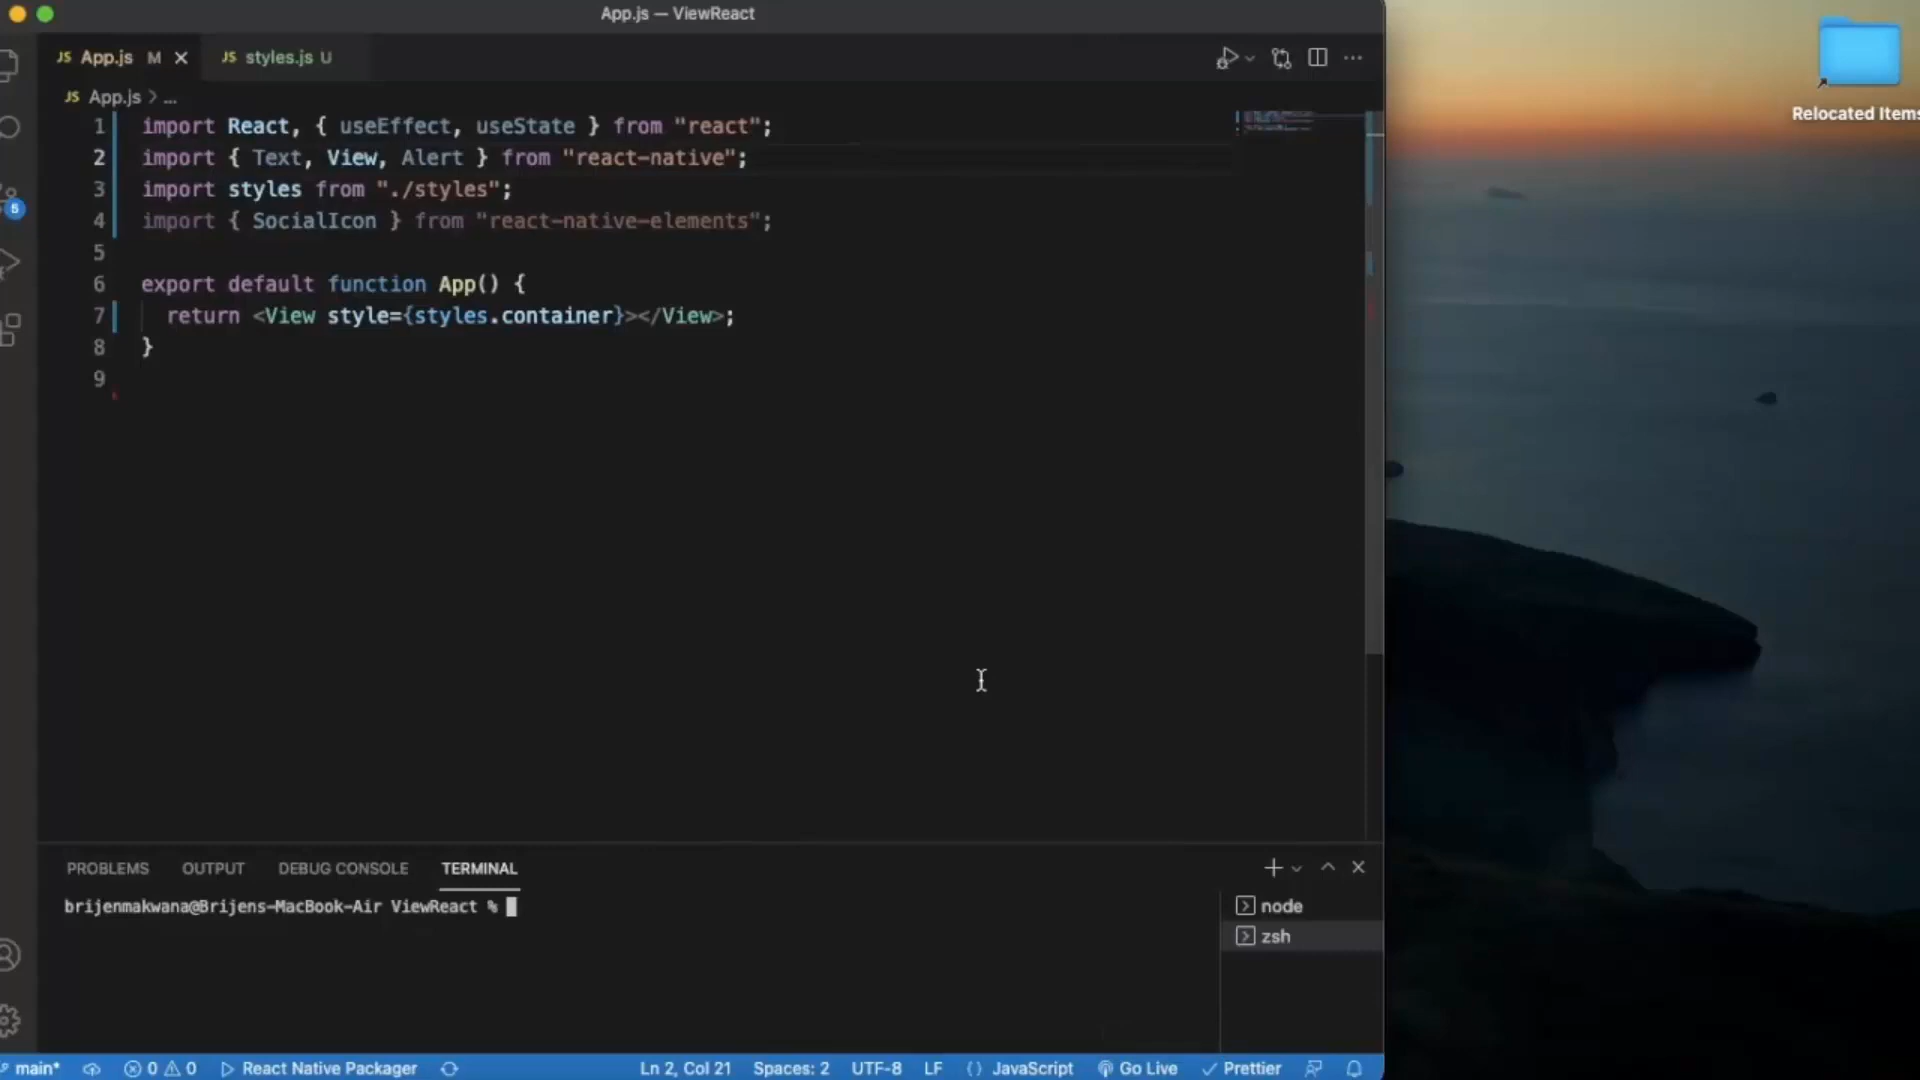 App.js — ViewReact
JS App.js M
JS styles.js U
JS App.js > ...
Relocated Items
1 import React, { useEffect, useState } from "react";
2 import { Text, View, Alert } from "react-native";
3 import styles from "./styles";
4 import { SocialIcon } from "react-native-elements";
5
6 export default function App() {
7 return <View style={styles.container}></View>;
8 }
9
5
PROBLEMS OUTPUT DEBUG CONSOLE TERMINAL
brijenmakwana@Brijens-MacBook-Air ViewReact %
node
zsh
main* 0 0 React Native Packager Ln 2, Col 21 Spaces: 2 UTF-8 LF {} JavaScript Go Live Prettier